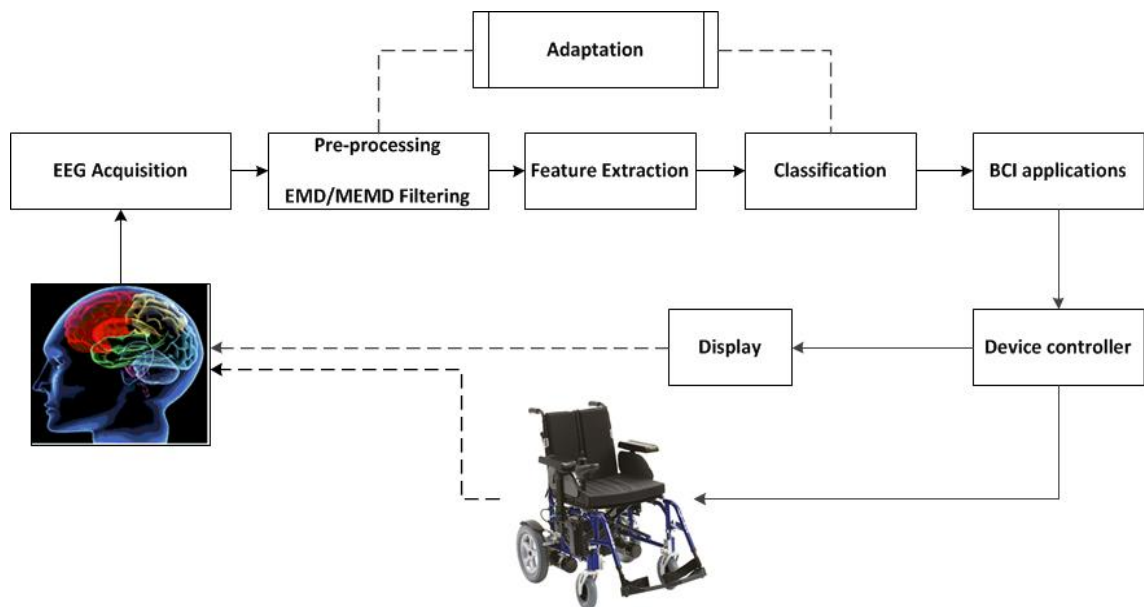 Adaptation
EEG Acquisition
Pre-processing
EMD/MEMD Filtering
Feature Extraction
Classification
BCI applications
Display
Device controller